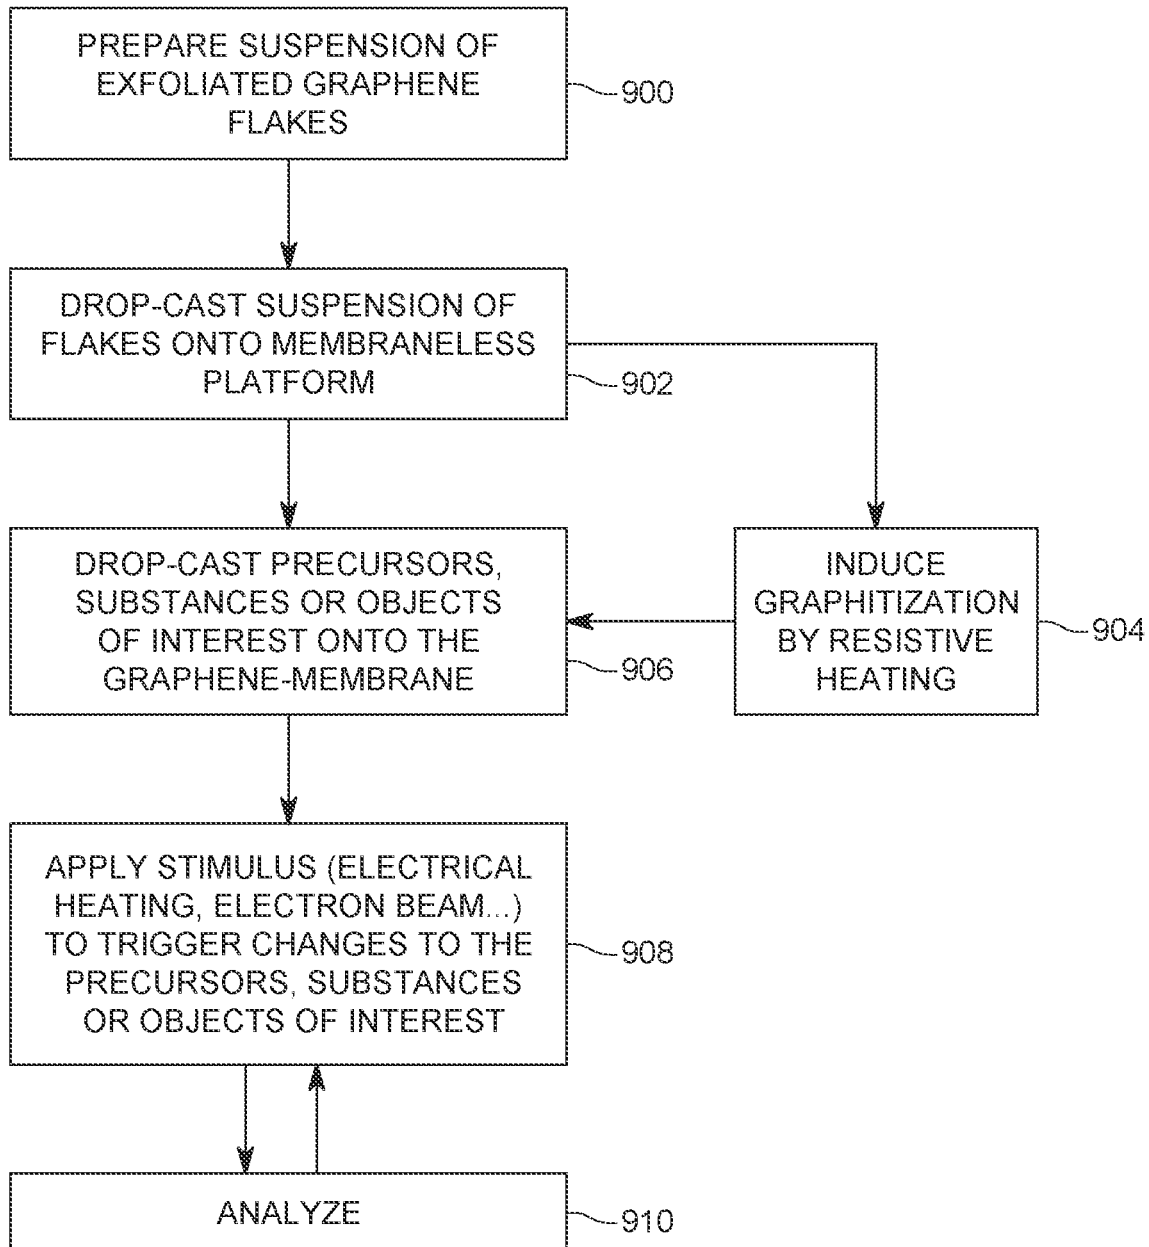 PREPARE SUSPENSION OF
EXFOLIATED GRAPHENE
FLAKES
900
DROP-CAST SUSPENSION OF
FLAKES ONTO MEMBRANELESS
PLATFORM
902
DROP-CAST PRECURSORS,
SUBSTANCES OR OBJECTS
OF INTEREST ONTO THE
GRAPHENE-MEMBRANE
906
INDUCE
GRAPHITIZATION
BY RESISTIVE
HEATING
904
APPLY STIMULUS (ELECTRICAL
HEATING, ELECTRON BEAM...)
TO TRIGGER CHANGES TO THE
PRECURSORS, SUBSTANCES
OR OBJECTS OF INTEREST
908
ANALYZE
910